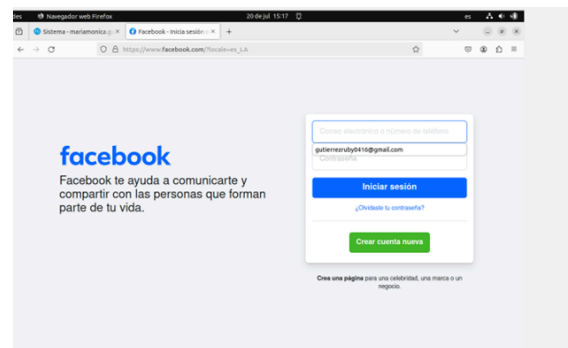 Navegador web Firefox 20 de jul 15:17 es
Sistema - mariamonica.g Facebook - Inicia sesión o
https://www.facebook.com/?locale=es_LA
Correo electrónico o número de teléfono
gutierrezruby0416@gmail.com
Contraseña
facebook
Facebook te ayuda a comunicarte y
compartir con las personas que forman
parte de tu vida.
Iniciar sesión
¿Olvidaste tu contraseña?
Crear cuenta nueva
Crea una página para una celebridad, una marca o un
negocio.